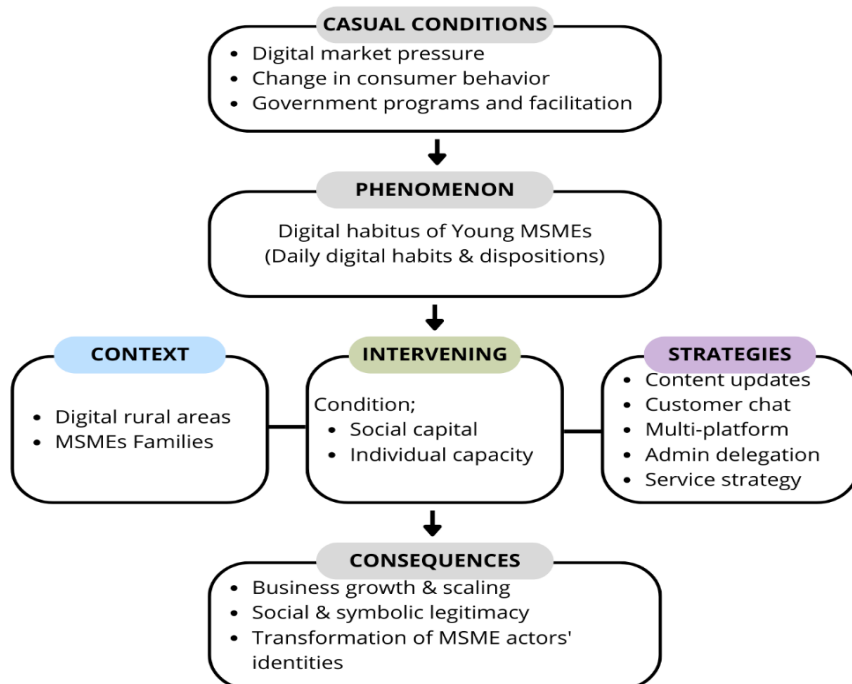 CASUAL CONDITIONS
• Digital market pressure
• Change in consumer behavior
• Government programs and facilitation
PHENOMENON
Digital habitus of Young MSMEs
(Daily digital habits & dispositions)
CONTEXT
• Digital rural areas
• MSMEs Families
INTERVENING
Condition;
• Social capital
• Individual capacity
STRATEGIES
• Content updates
• Customer chat
• Multi-platform
• Admin delegation
• Service strategy
CONSEQUENCES
• Business growth & scaling
• Social & symbolic legitimacy
• Transformation of MSME actors'
identities